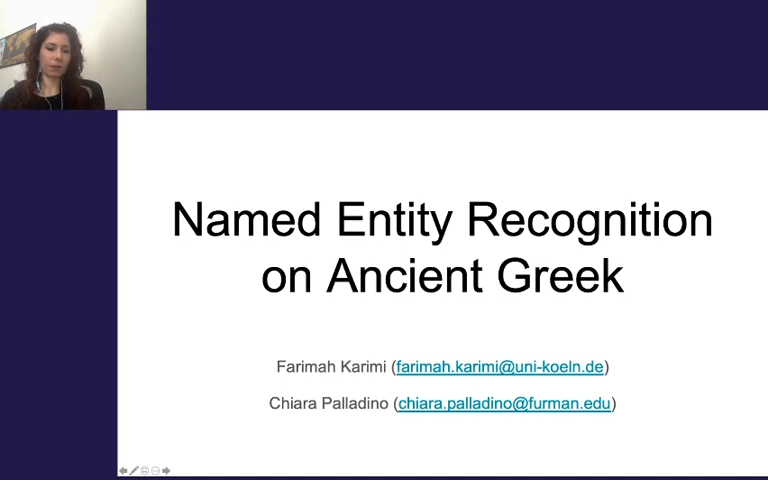 Named Entity Recognition
on Ancient Greek
Farimah Karimi (farimah.karimi@uni-koeln.de)
Chiara Palladino (chiara.palladino@furman.edu)